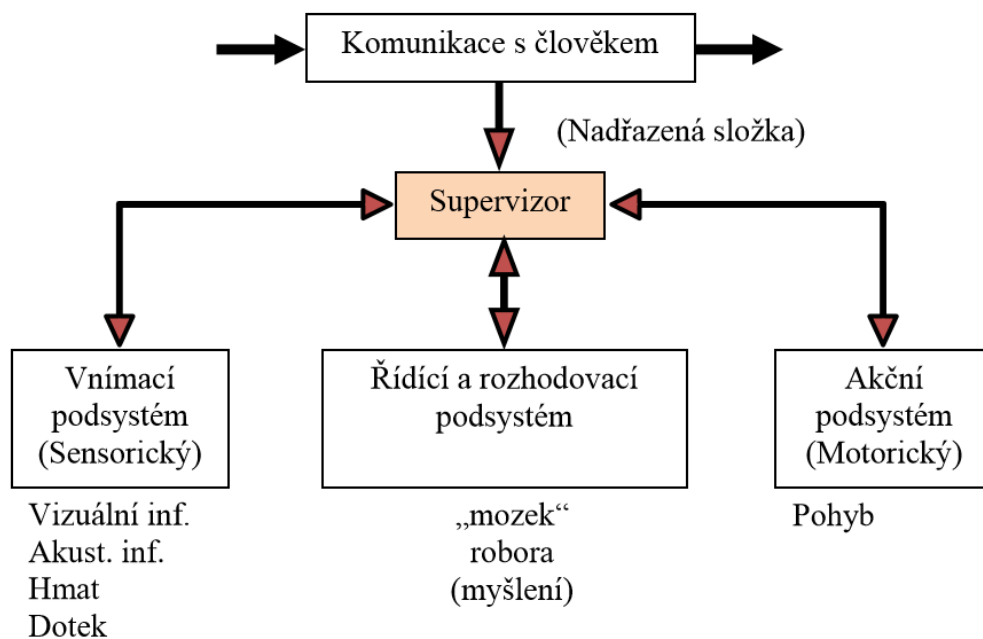 Komunikace s člověkem
(Nadřazená složka)
Supervizor
Vnímací
podsystém
(Sensorický)
Vizuální inf.
Akust. inf.
Hmat
Dotek
Řídící a rozhodovací
podsystém
„mozek“
robora
(myšlení)
Akční
podsystém
(Motorický)
Pohyb